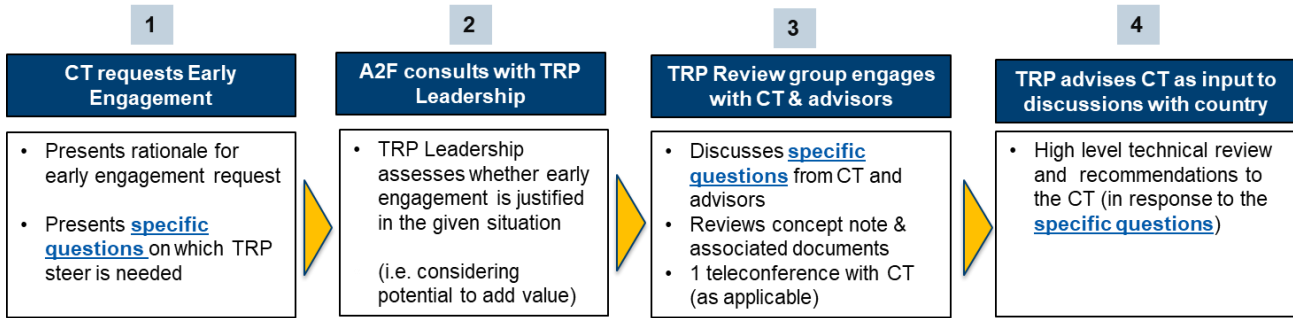 1
CT requests Early
Engagement
• Presents rationale for
early engagement request
• Presents specific
questions on which TRP
steer is needed
2
A2F consults with TRP
Leadership
• TRP Leadership
assesses whether early
engagement is justified
in the given situation
(i.e. considering
potential to add value)
3
TRP Review group engages
with CT & advisors
• Discusses specific
questions from CT and
advisors
• Reviews concept note &
associated documents
• 1 teleconference with CT
(as applicable)
4
TRP advises CT as input to
discussions with country
• High level technical review
and recommendations to
the CT (in response to the
specific questions)